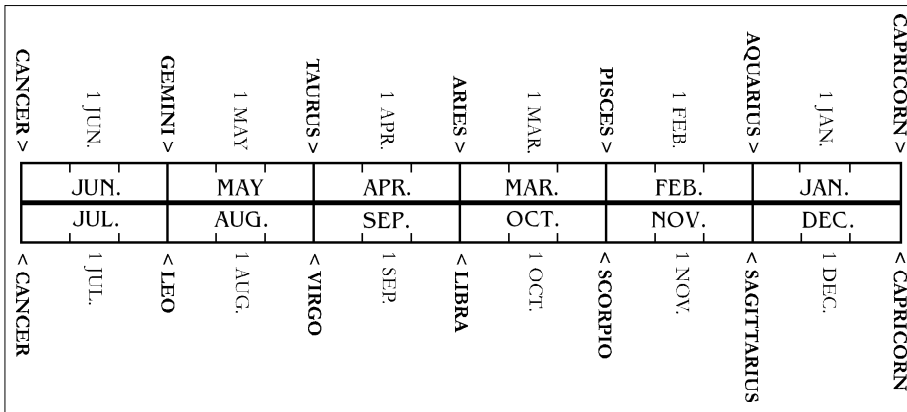 CANCER >
1 JUN.
GEMINI >
1 MAY
TAURUS >
1 APR.
ARIES >
1 MAR.
PISCES >
1 FEB.
AQUARIUS >
1 JAN.
CAPRICORN >
JUN. MAY APR. MAR. FEB. JAN.
JUL. AUG. SEP. OCT. NOV. DEC.
< CANCER
1 JUL.
< LEO
1 AUG.
< VIRGO
1 SEP.
< LIBRA
1 OCT.
< SCORPIO
1 NOV.
< SAGITTARIUS
1 DEC.
< CAPRICORN